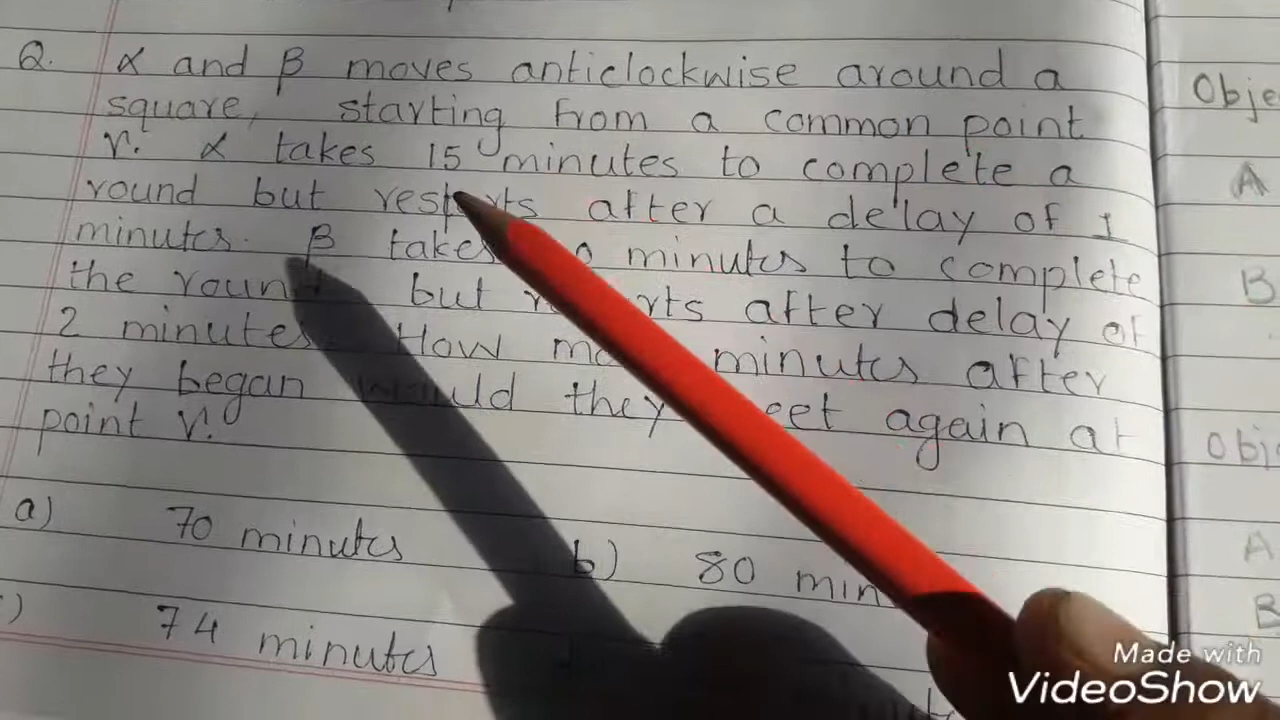 Q. α and β moves anticlockwise around a
square, starting from a common point
V. α takes 15 minutes to complete a
round but after a delay of 1
minutes. β takes minutes to complete
the but after delay of
2 minutes. How minutes after
they began would they again at
point V.
a) 70 minutes b) 80
74 minutes
Obje
A
B
A
B
Made with
VideoShow